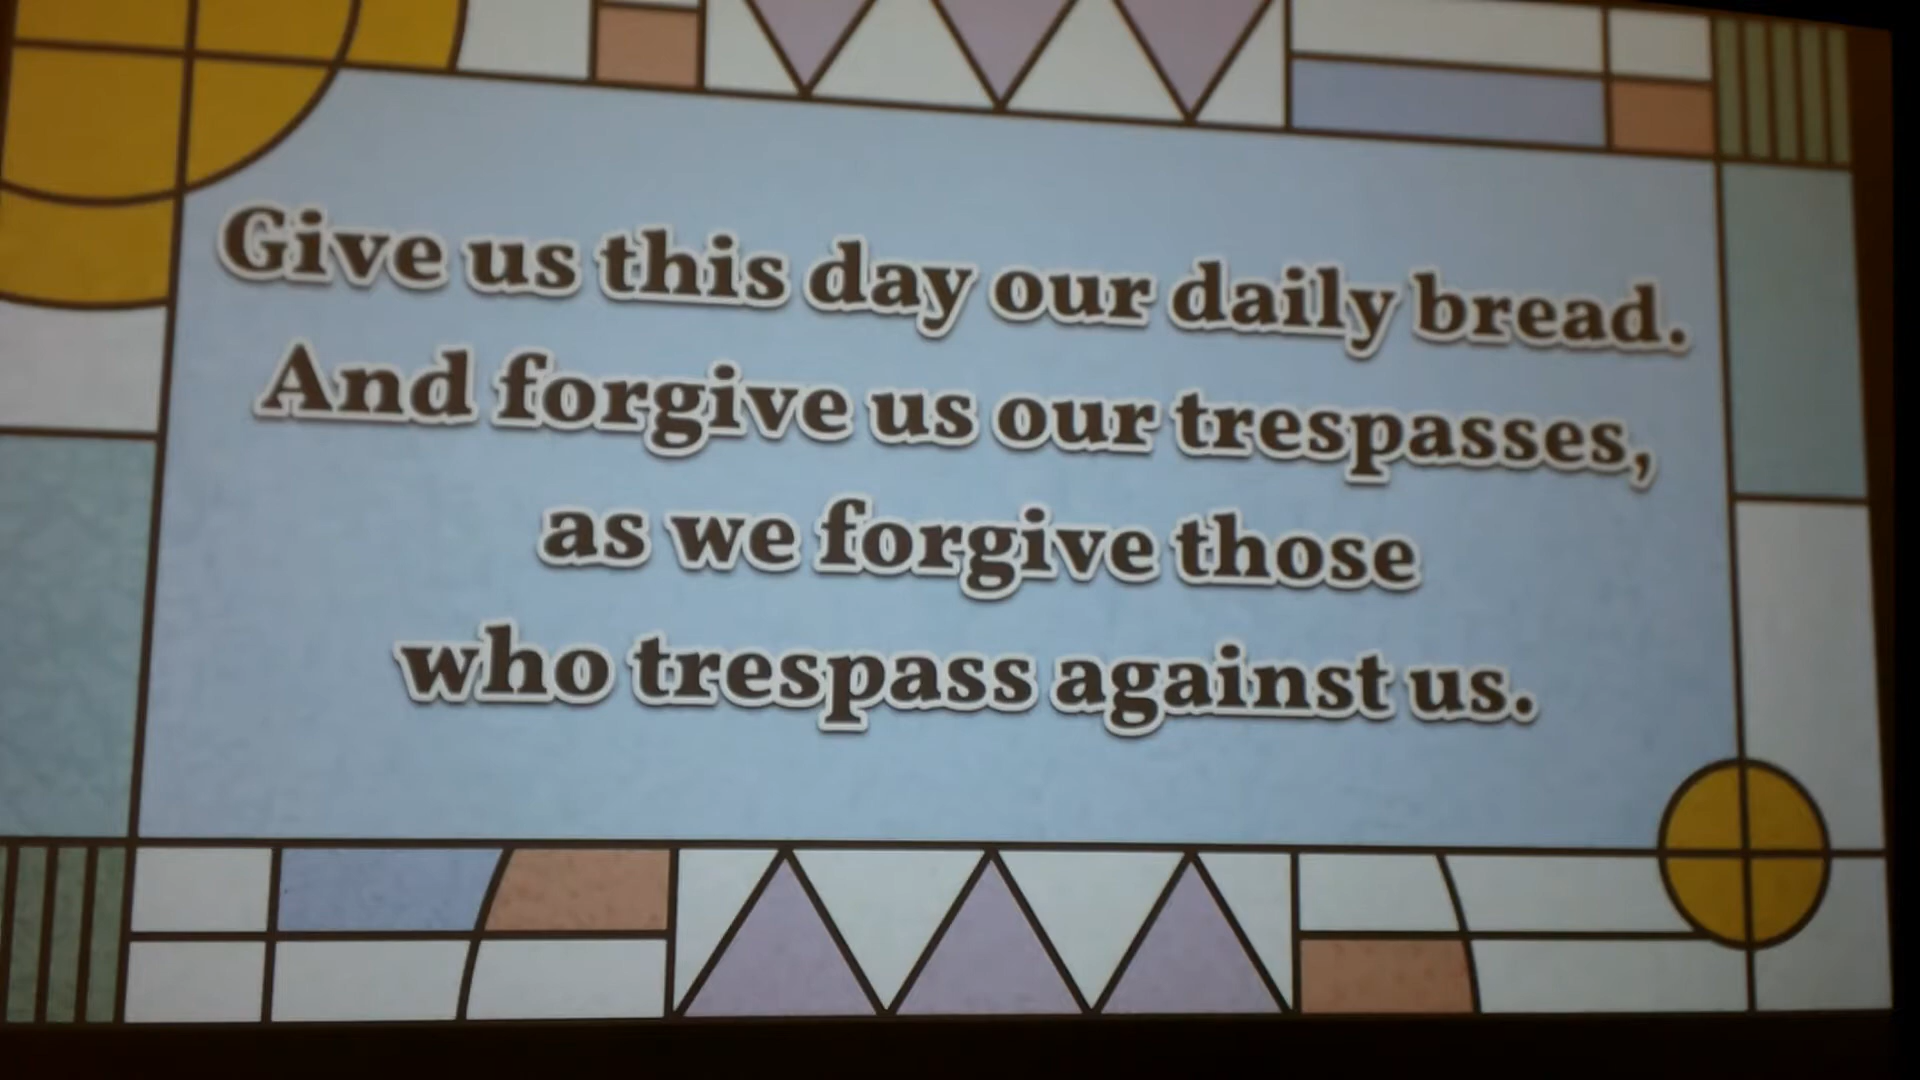 Give us this day our daily bread.
And forgive us our trespasses,
as we forgive those
who trespass against us.